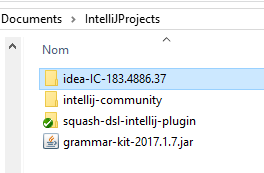 Documents > IntelliJProjects
Nom
idea-IC-183.4886.37
intellij-community
squash-dsl-intellij-plugin
grammar-kit-2017.1.7.jar